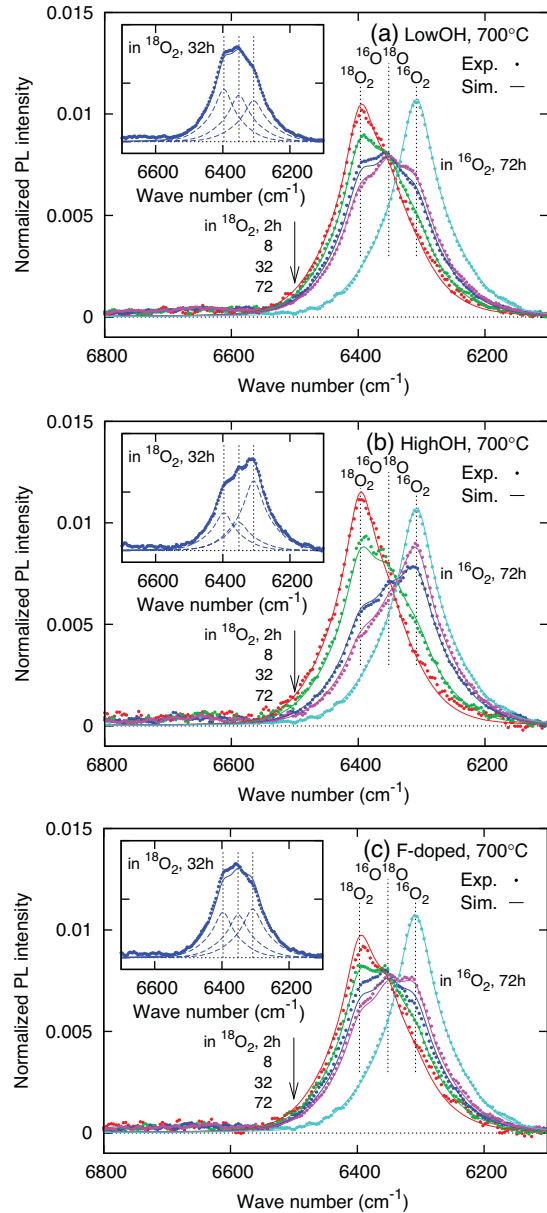 (a) LowOH, 700°C
in ¹⁸O₂, 32h
6600 6400 6200
Wave number (cm⁻¹)
¹⁶O¹⁸O
¹⁸O₂ ¹⁶O₂
Exp.
Sim.
in ¹⁶O₂, 72h
in ¹⁸O₂, 2h
8
32
72
0.015
0.01
0.005
0
Normalized PL intensity
6800 6600 6400 6200
Wave number (cm⁻¹)
(b) HighOH, 700°C
in ¹⁸O₂, 32h
6600 6400 6200
Wave number (cm⁻¹)
¹⁶O¹⁸O
¹⁸O₂ ¹⁶O₂
Exp.
Sim.
in ¹⁶O₂, 72h
in ¹⁸O₂, 2h
8
32
72
0.015
0.01
0.005
0
Normalized PL intensity
6800 6600 6400 6200
Wave number (cm⁻¹)
(c) F-doped, 700°C
in ¹⁸O₂, 32h
6600 6400 6200
Wave number (cm⁻¹)
¹⁶O¹⁸O
¹⁸O₂ ¹⁶O₂
Exp.
Sim.
in ¹⁶O₂, 72h
in ¹⁸O₂, 2h
8
32
72
0.015
0.01
0.005
0
Normalized PL intensity
6800 6600 6400 6200
Wave number (cm⁻¹)